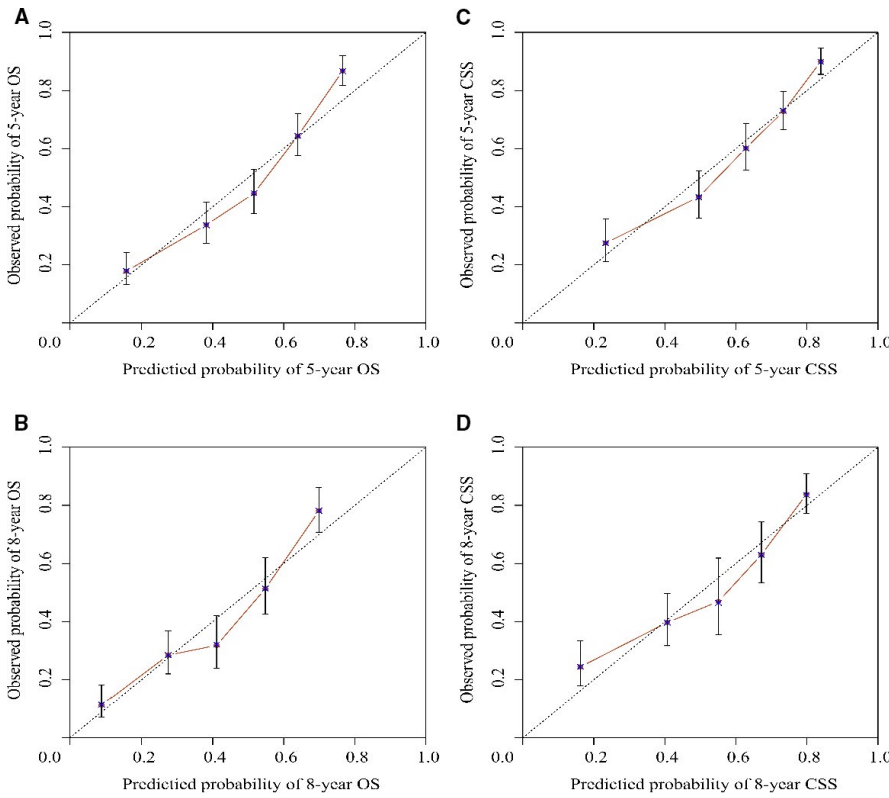 A
Observed probability of 5-year OS
0.2 0.4 0.6 0.8 1.0
0.0 0.2 0.4 0.6 0.8 1.0
Predictied probability of 5-year OS
C
Observed probability of 5-year CSS
0.2 0.4 0.6 0.8 1.0
0.0 0.2 0.4 0.6 0.8 1.0
Predictied probability of 5-year CSS
B
Observed probability of 8-year OS
0.2 0.4 0.6 0.8 1.0
0.0 0.2 0.4 0.6 0.8 1.0
Predictied probability of 8-year OS
D
Observed probability of 8-year CSS
0.2 0.4 0.6 0.8 1.0
0.0 0.2 0.4 0.6 0.8 1.0
Predictied probability of 8-year CSS